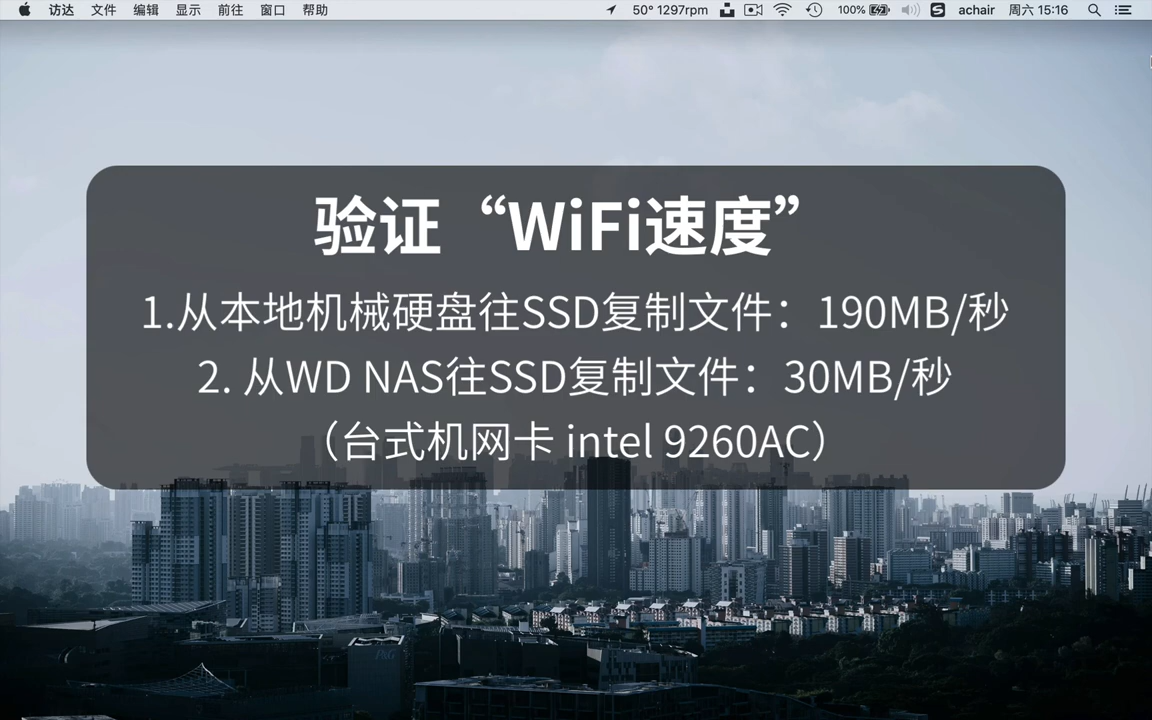 访达 文件 编辑 显示 前往 窗口 帮助 50° 1297rpm 100% achair 周六 15:16
验证“WiFi速度”
1.从本地机械硬盘往SSD复制文件：190MB/秒
2. 从WD NAS往SSD复制文件：30MB/秒
（台式机网卡 intel 9260AC）